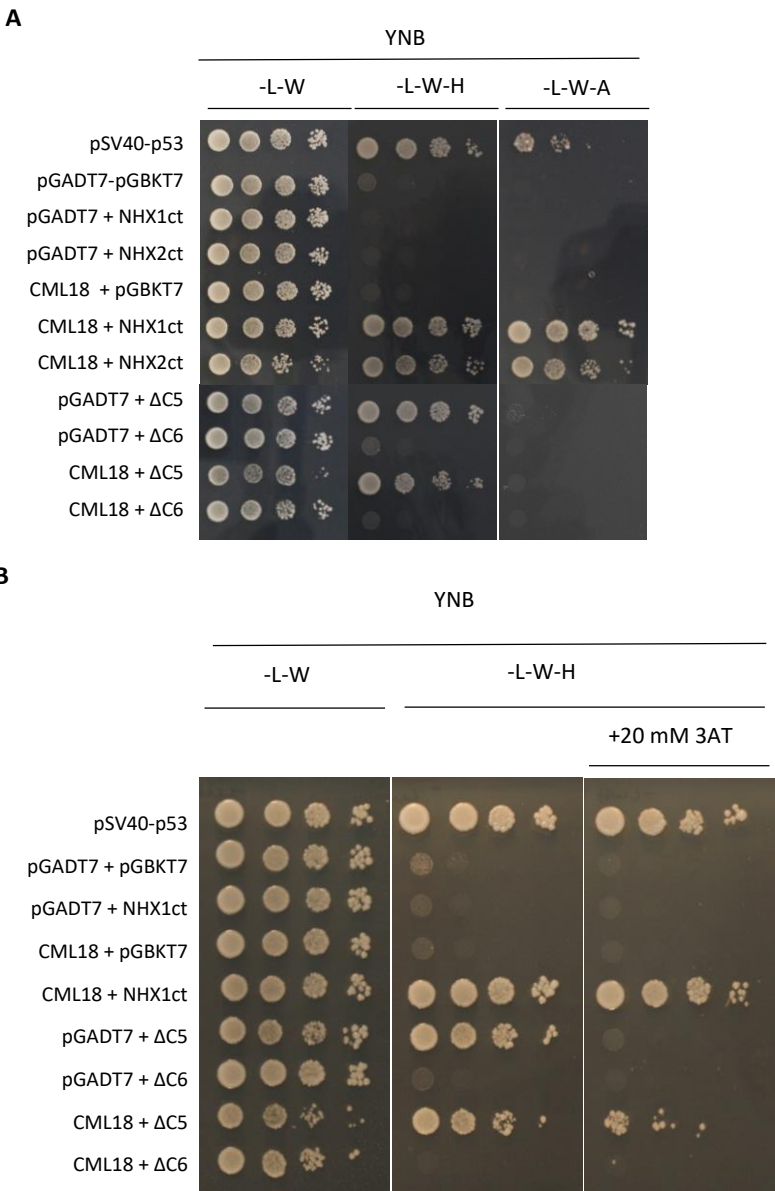 A
YNB
-L-W
-L-W-H
-L-W-A
pSV40-p53
pGADT7-pGBKT7
pGADT7 + NHX1ct
pGADT7 + NHX2ct
CML18 + pGBKT7
CML18 + NHX1ct
CML18 + NHX2ct
pGADT7 + ΔC5
pGADT7 + ΔC6
CML18 + ΔC5
CML18 + ΔC6
B
YNB
-L-W
-L-W-H
+20 mM 3AT
pSV40-p53
pGADT7 + pGBKT7
pGADT7 + NHX1ct
CML18 + pGBKT7
CML18 + NHX1ct
pGADT7 + ΔC5
pGADT7 + ΔC6
CML18 + ΔC5
CML18 + ΔC6